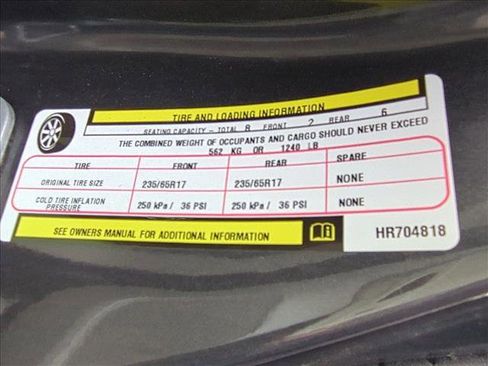 TIRE AND LOADING INFORMATION
SEATING CAPACITY - TOTAL 8 FRONT 2 REAR 6
THE COMBINED WEIGHT OF OCCUPANTS AND CARGO SHOULD NEVER EXCEED
562 KG OR 1240 LB
TIRE FRONT REAR SPARE
ORIGINAL TIRE SIZE 235/65R17 235/65R17 NONE
COLD TIRE INFLATION PRESSURE 250 kPa / 36 PSI 250 kPa / 36 PSI NONE
SEE OWNERS MANUAL FOR ADDITIONAL INFORMATION HR704818